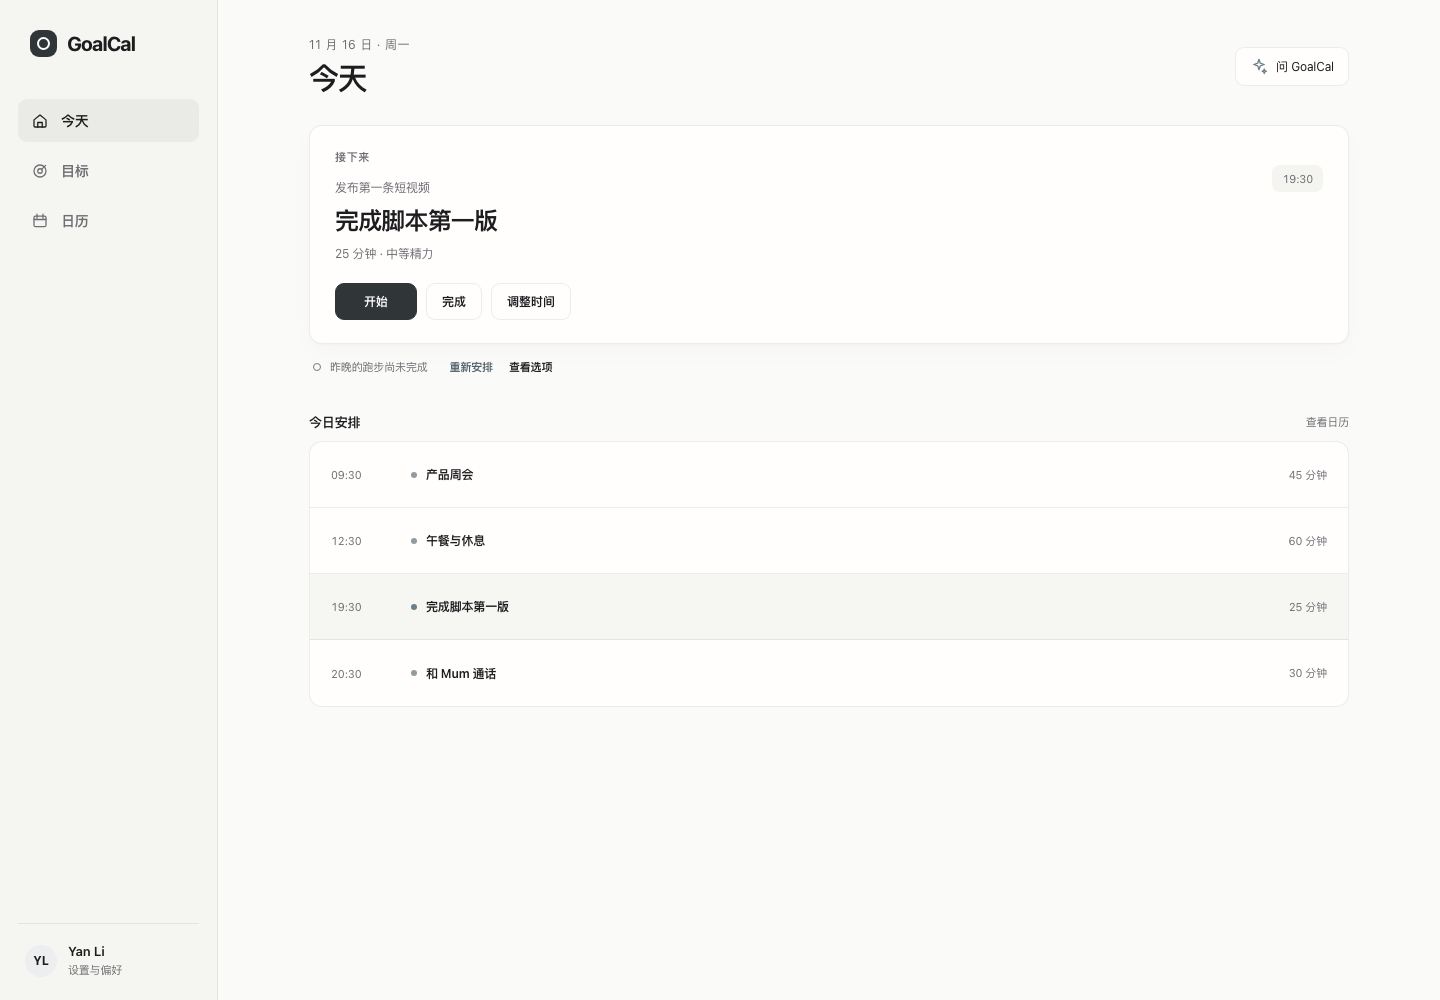 GoalCal
今天
目标
日历
Yan Li
YL
设置与偏好
11 月 16 日 · 周一
今天
问 GoalCal
接下来
发布第一条短视频
19:30
完成脚本第一版
25 分钟 · 中等精力
开始 完成 调整时间
昨晚的跑步尚未完成 重新安排 查看选项
今日安排 查看日历
09:30 产品周会 45 分钟
12:30 午餐与休息 60 分钟
19:30 完成脚本第一版 25 分钟
20:30 和 Mum 通话 30 分钟